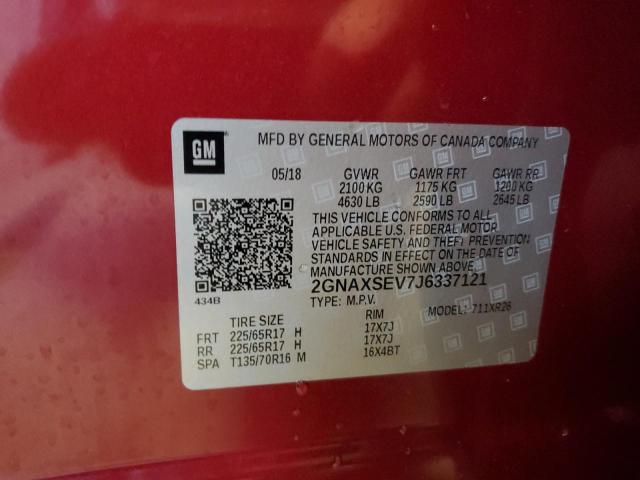 GM
MFD BY GENERAL MOTORS OF CANADA COMPANY
05/18 GVWR GAWR FRT GAWR RR
2100 KG 1175 KG 1200 KG
4630 LB 2590 LB 2645 LB
THIS VEHICLE CONFORMS TO ALL
APPLICABLE U.S. FEDERAL MOTOR
VEHICLE SAFETY AND THEFT PREVENTION
STANDARDS IN EFFECT ON THE DATE OF
MANUFACTURE SHOWN ABOVE.
2GNAXSEV7J6337121
434B
TYPE: M.P.V. MODEL: 711XR26
TIRE SIZE RIM
FRT 225/65R17 H 17X7J
RR 225/65R17 H 17X7J
SPA T135/70R16 M 16X4BT